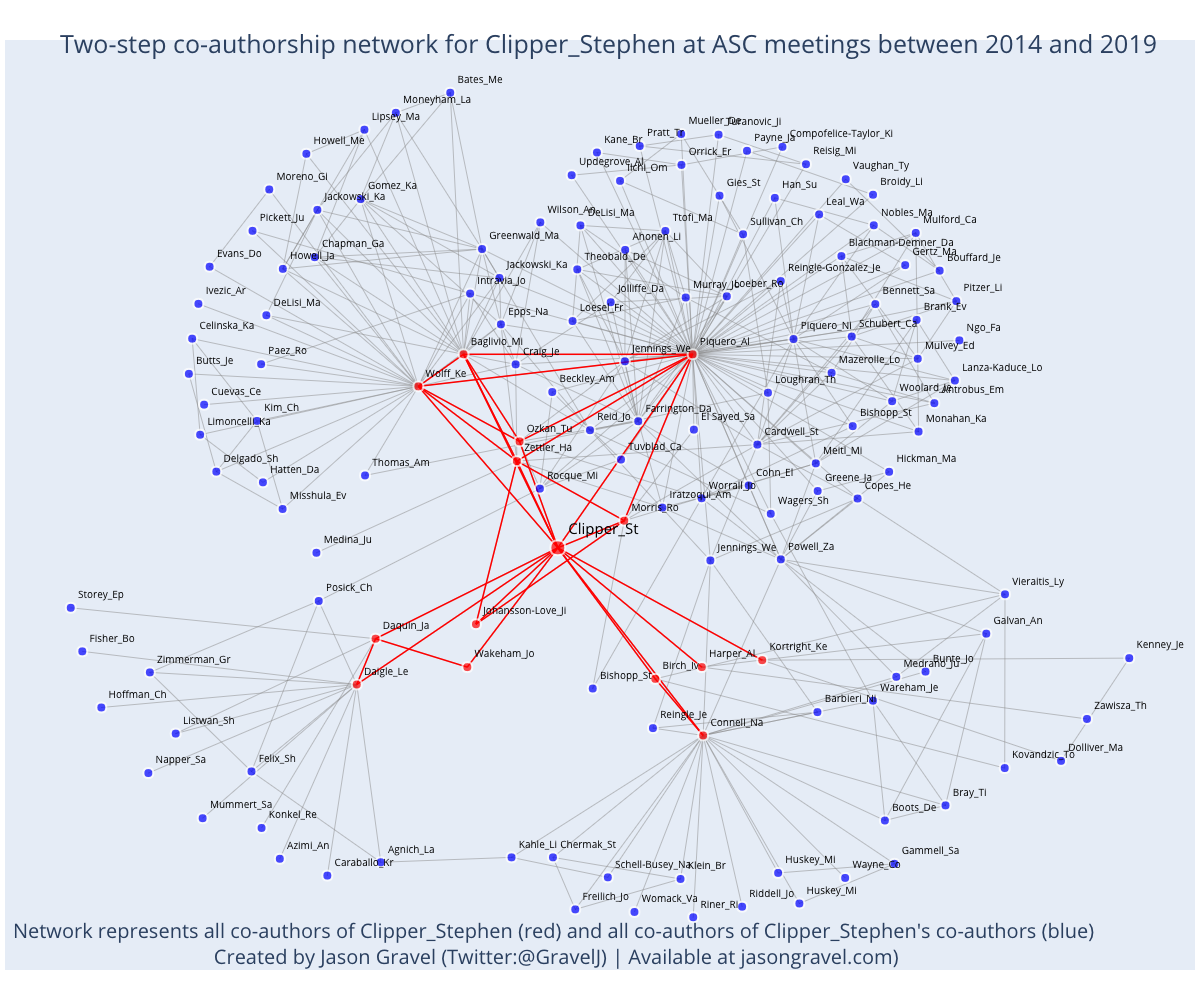 Two-step co-authorship network for Clipper_Stephen at ASC meetings between 2014 and 2019
Bates_Me
Moneyham_La
Lipsey_Ma
Howell_Me
Moreno_Gi
Gomez_Ka
Jackowski_Ka
Pickett_Ju
Chapman_Ga
Evans_Do
Howell_Ja
Greenwald_Ma
Jackowski_Ka
Intravia_Jo
Ivezic_Ar
DeLisi_Ma
Epps_Na
Celinska_Ka
Baglivio_Mi
Craig_Je
Paez_Ro
Butts_Je
Wolff_Ke
Cuevas_Ce
Kim_Ch
Limoncelli_Ka
Delgado_Sh
Hatten_Da
Misshula_Ev
Thomas_Am
Medina_Ju
Mueller_De
Turanovic_Ji
Pratt_Tr
Kane_Br
Payne_Ja
Compofelice-Taylor_Ki
Orrick_Er
Reisig_Mi
Updegrove_Al
Ilchi_Om
Vaughan_Ty
Gies_St
Han_Su
Broidy_Li
Leal_Wa
Wilson_An
DeLisi_Ma
Ttofi_Ma
Sullivan_Ch
Nobles_Ma
Mulford_Ca
Ahonen_Li
Theobald_De
Blachman-Demner_Da
Gertz_Ma
Bouffard_Je
Reingle-Gonzalez_Je
Jolliffe_Da
Murray_Jo
Loeber_Ro
Bennett_Sa
Pitzer_Li
Loesel_Fr
Brank_Ev
Piquero_Ni
Schubert_Ca
Ngo_Fa
Jennings_We
Piquero_Al
Mulvey_Ed
Mazerolle_Lo
Lanza-Kaduce_Lo
Beckley_Am
Loughran_Th
Woolard_Je
Antrobus_Em
Reid_Jo
Farrington_Da
El Sayed_Sa
Bishopp_St
Monahan_Ka
Ozkan_Tu
Cardwell_St
Zettler_Ha
Tuvblad_Ca
Meitl_Mi
Hickman_Ma
Rocque_Mi
Cohn_El
Greene_Ja
Copes_He
Worrall_Jo
Iratzoqui_Am
Wagers_Sh
Morris_Ro
Clipper_St
Jennings_We
Powell_Za
Vieraitis_Ly
Posick_Ch
Storey_Ep
Johansson-Love_Ji
Daquin_Ja
Galvan_An
Fisher_Bo
Zimmerman_Gr
Wakeham_Jo
Harper_Al
Kortright_Ke
Kenney_Je
Daigle_Le
Birch_Iv
Bishopp_St
Bunte_Jo
Medrano_Ju
Wareham_Je
Hoffman_Ch
Barbieri_Ni
Zawisza_Th
Listwan_Sh
Reingle_Je
Connell_Na
Napper_Sa
Felix_Sh
Kovandzic_To
Dolliver_Ma
Mummert_Sa
Konkel_Re
Bray_Ti
Boots_De
Azimi_An
Agnich_La
Caraballo_Kr
Kahle_Li
Chermak_St
Schell-Busey_Na
Klein_Br
Huskey_Mi
Wayne_Co
Gammell_Sa
Freilich_Jo
Womack_Va
Riner_Ri
Riddell_Jo
Huskey_Mi
Network represents all co-authors of Clipper_Stephen (red) and all co authors of Clipper_Stephen's co-authors (blue)
Created by Jason Gravel (Twitter:@GravelJ) | Available at jasongravel.com)